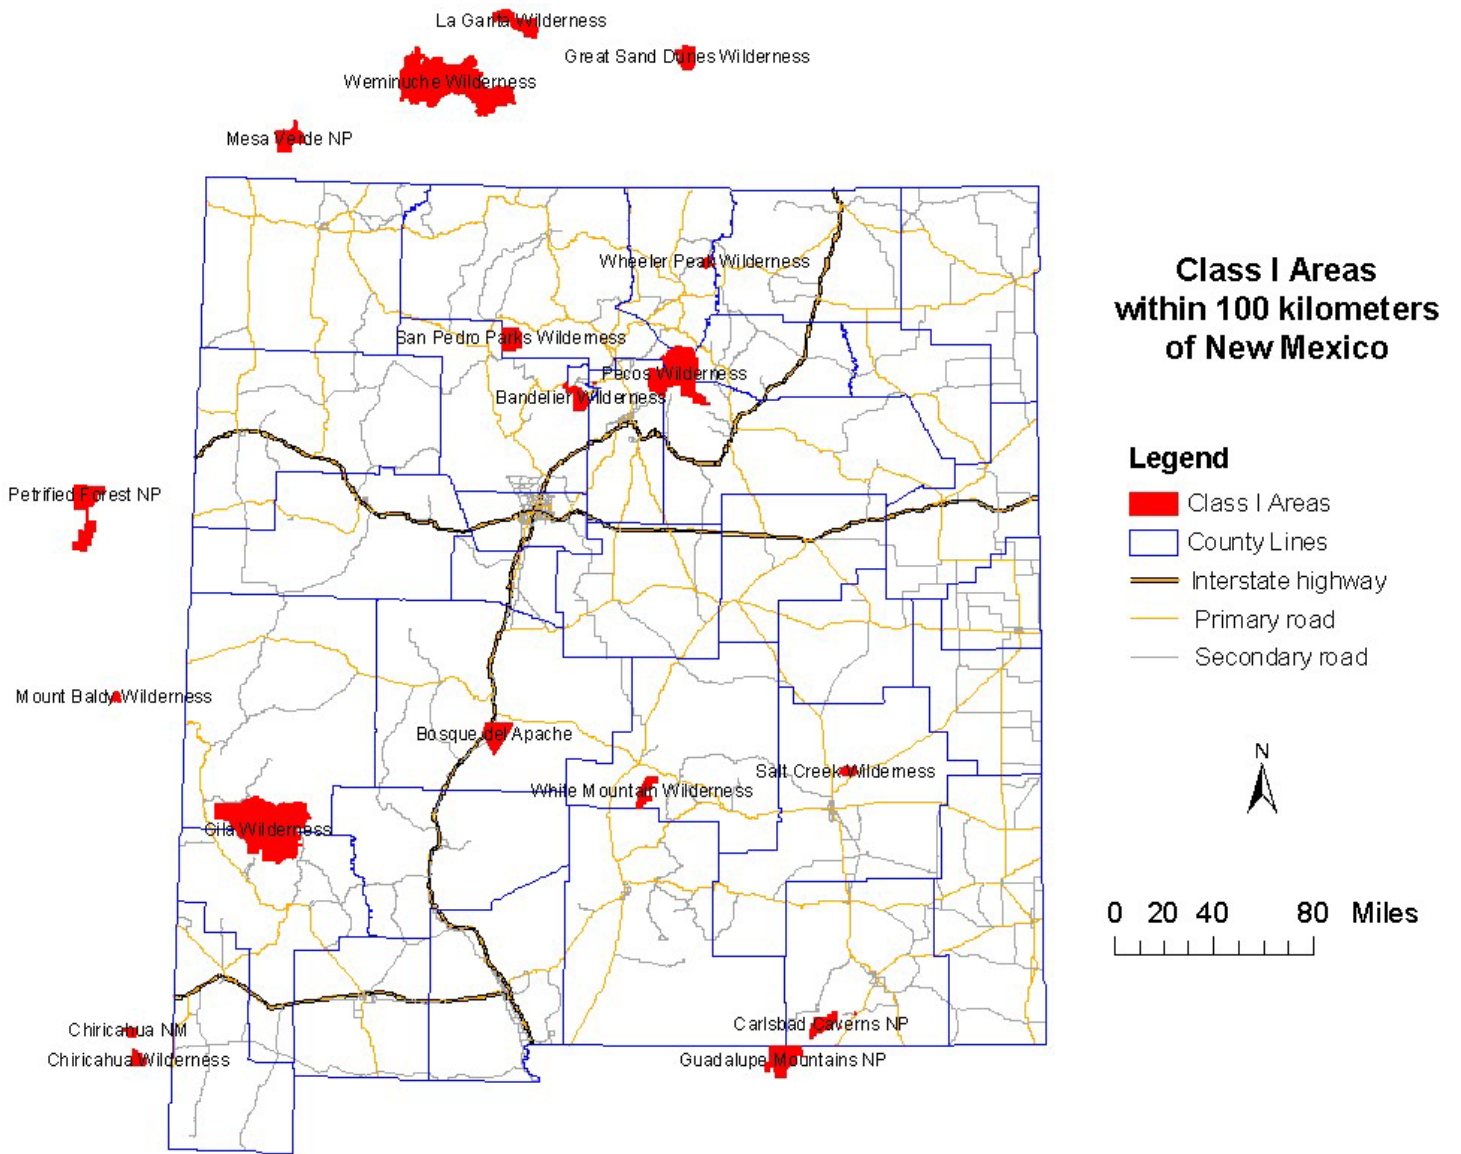 La Garita Wilderness
Great Sand Dunes Wilderness
Weminuche Wilderness
Mesa Verde NP
Wheeler Peak Wilderness
San Pedro Parks Wilderness
Pecos Wilderness
Bandelier Wilderness
Petrified Forest NP
Mount Baldy Wilderness
Bosque del Apache
Salt Creek Wilderness
White Mountain Wilderness
Gila Wilderness
Chiricahua NM
Carlsbad Caverns NP
Chiricahua Wilderness
Guadalupe Mountains NP
Class I Areas
within 100 kilometers
of New Mexico
Legend
Class I Areas
County Lines
Interstate highway
Primary road
Secondary road
N
0 20 40 80 Miles